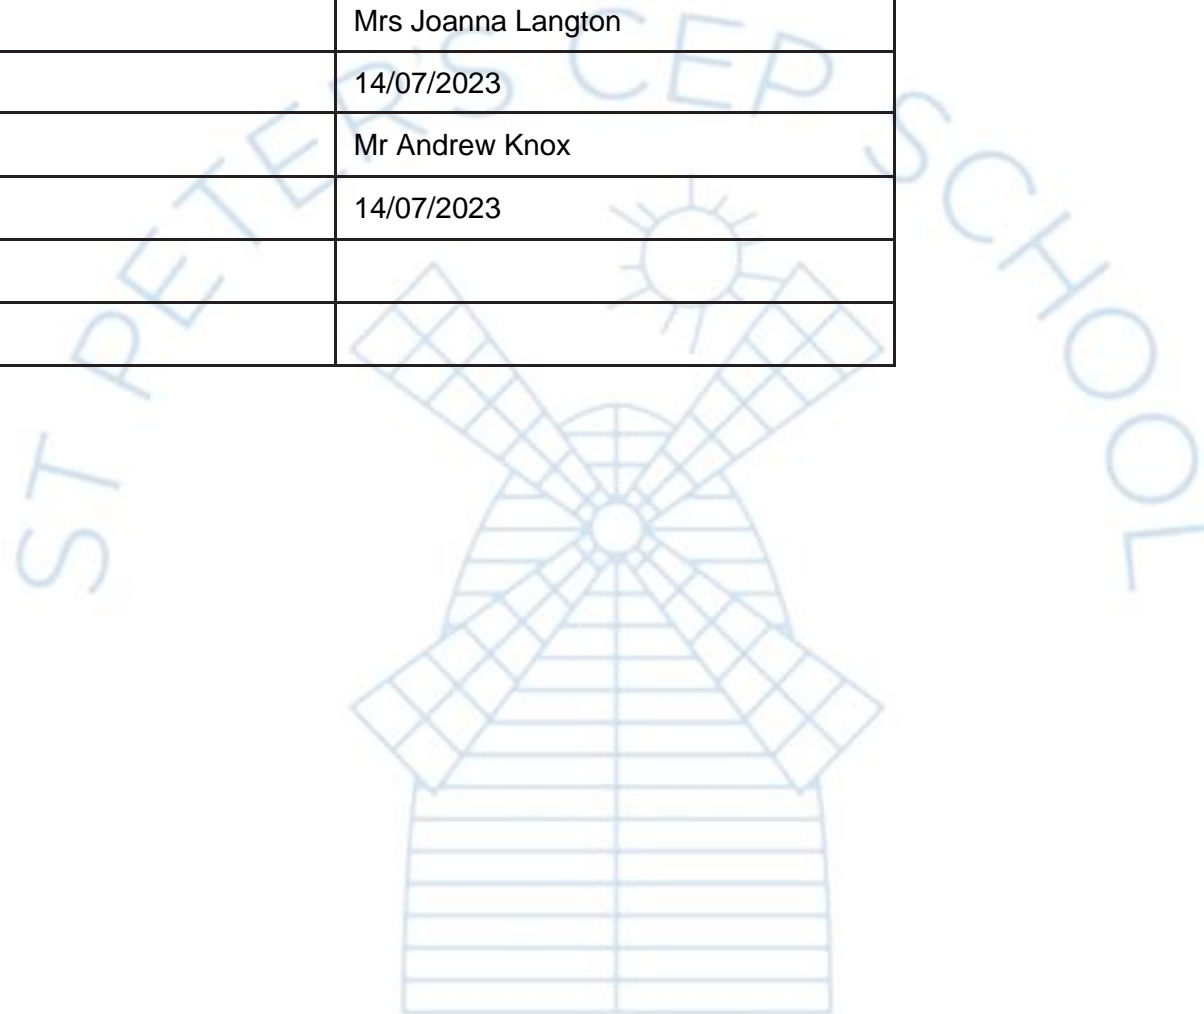 Mrs Joanna Langton
14/07/2023
Mr Andrew Knox
14/07/2023
ST PETER'S CEP SCHOOL